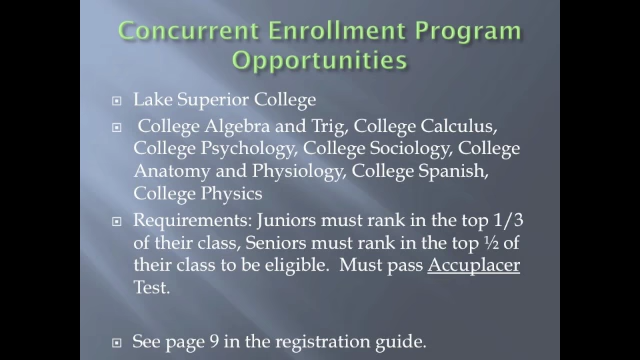 Concurrent Enrollment Program
Opportunities
Lake Superior College
College Algebra and Trig, College Calculus,
College Psychology, College Sociology, College
Anatomy and Physiology, College Spanish,
College Physics
Requirements: Juniors must rank in the top 1/3
of their class, Seniors must rank in the top ½ of
their class to be eligible.  Must pass Accuplacer
Test.
See page 9 in the registration guide.